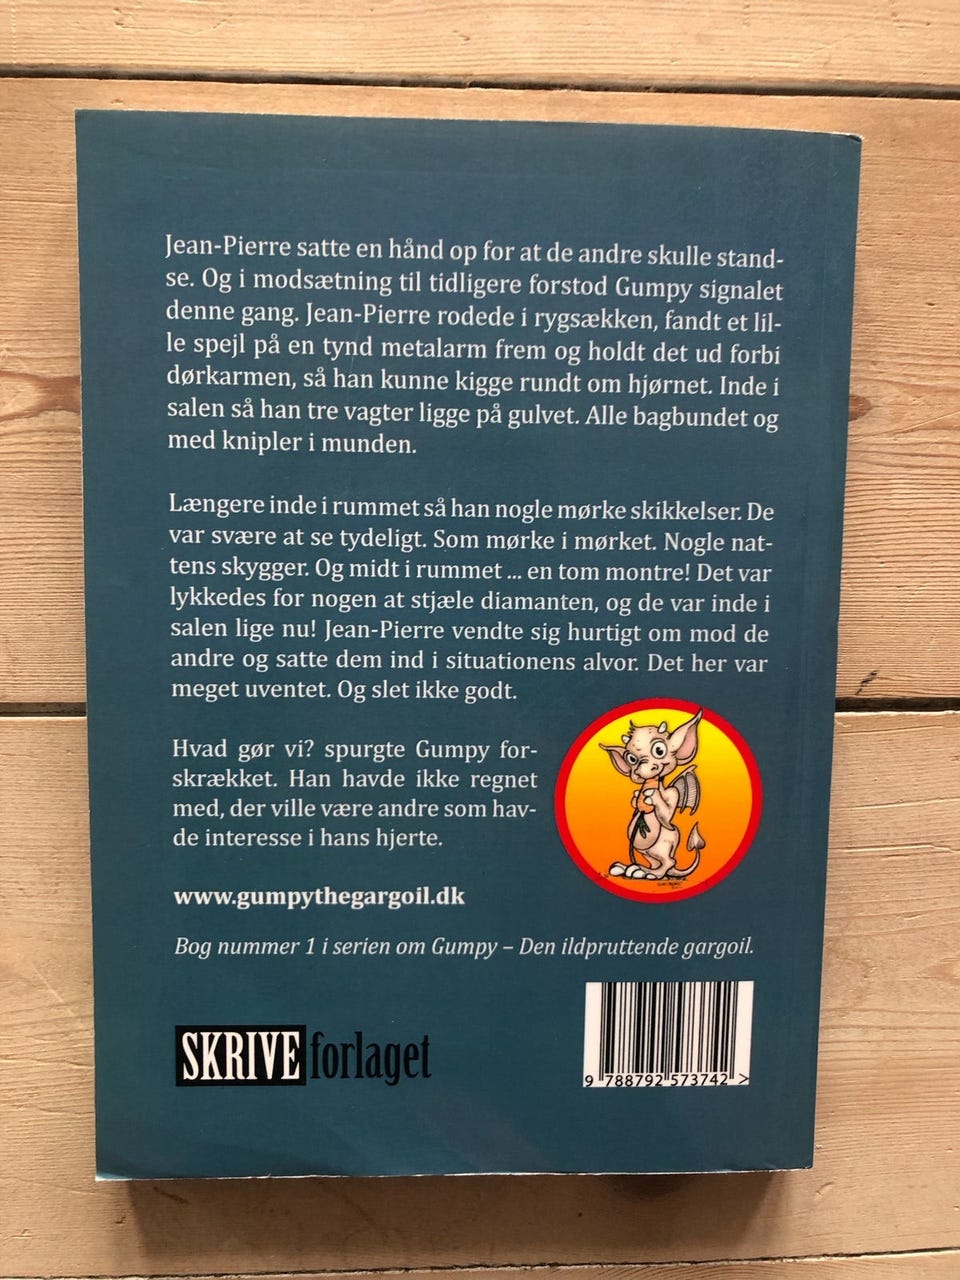 Jean-Pierre satte en hånd op for at de andre skulle stand-
se. Og i modsætning til tidligere forstod Gumpy signalet
denne gang. Jean-Pierre rodede i rygsækken, fandt et lil-
le spejl på en tynd metalarm frem og holdt det ud forbi
dørkarmen, så han kunne kigge rundt om hjørnet. Inde i
salen så han tre vagter ligge på gulvet. Alle bagbundet og
med knipler i munden.
Længere inde i rummet så han nogle mørke skikkelser. De
var svære at se tydeligt. Som mørke i mørket. Nogle nat-
tens skygger. Og midt i rummet ... en tom montre! Det var
lykkedes for nogen at stjæle diamanten, og de var inde i
salen lige nu! Jean-Pierre vendte sig hurtigt om mod de
andre og satte dem ind i situationens alvor. Det her var
meget uventet. Og slet ikke godt.
Hvad gør vi? spurgte Gumpy for-
skrækket. Han havde ikke regnet
med, der ville være andre som hav-
de interesse i hans hjerte.
www.gumpythegargoil.dk
Bog nummer 1 i serien om Gumpy – Den ildpruttende gargoil.
SKRIVEforlaget
9 788792 573742 >